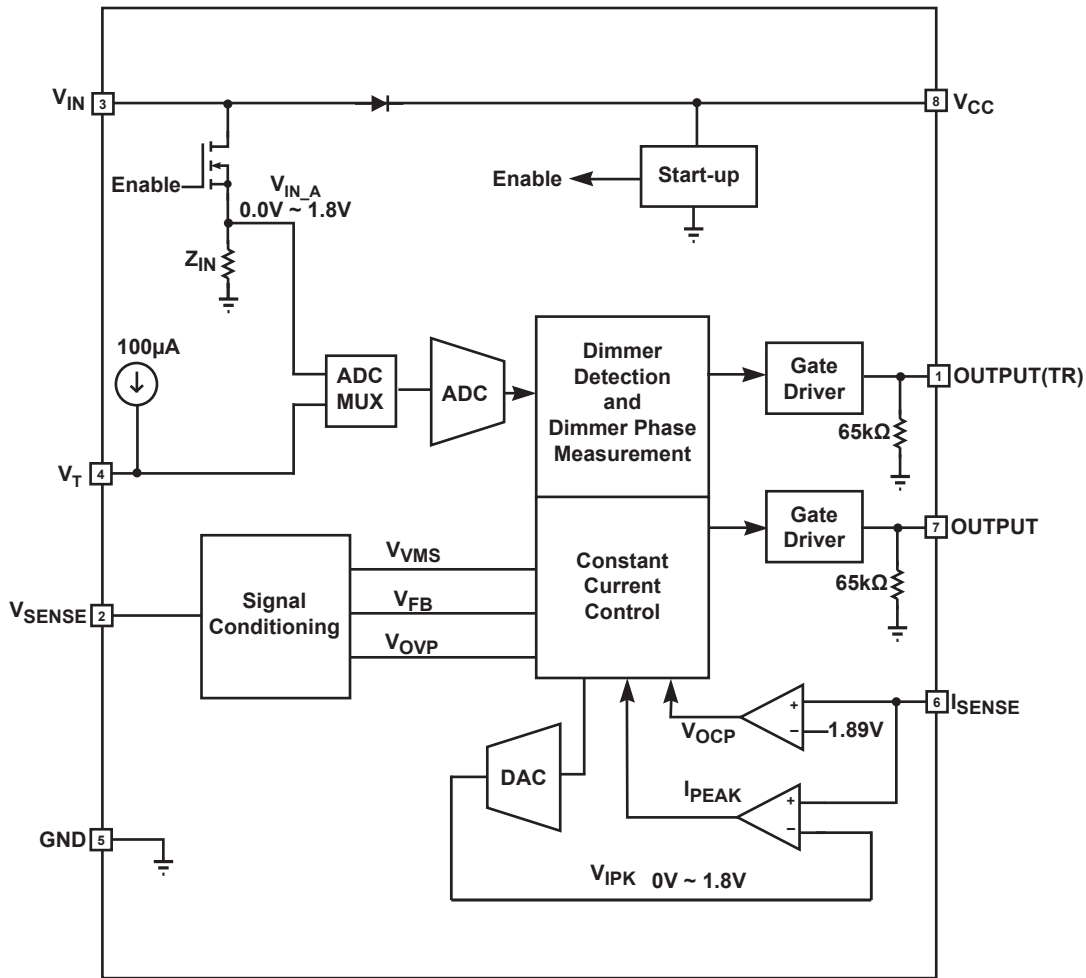 V_IN
3
8
V_CC
Enable
V_IN_A
0.0V ~ 1.8V
Z_IN
Enable
Start-up
100µA
ADC
MUX
ADC
Dimmer
Detection
and
Dimmer Phase
Measurement
Gate
Driver
1
OUTPUT(TR)
65kΩ
V_T
4
Gate
Driver
7
OUTPUT
65kΩ
V_SENSE
2
Signal
Conditioning
V_VMS
V_FB
V_OVP
Constant
Current
Control
6
I_SENSE
V_OCP
+
−
1.89V
DAC
I_PEAK
+
−
GND
5
V_IPK 0V ~ 1.8V